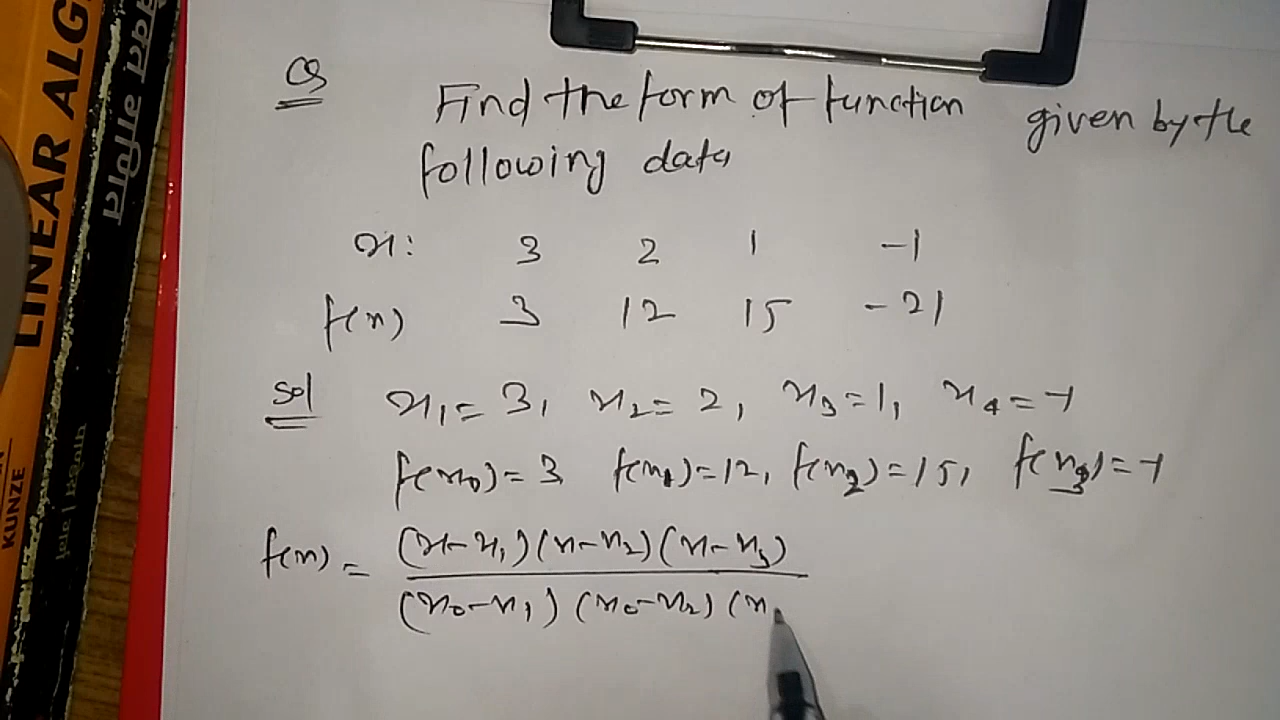 LINEAR ALG
KUNZE
Q
Find the form of function given by the
following data
x: 3 2 1 -1
f(x) 3 12 15 -21
Sol x₁= 3, x₂= 2, x₃=1, x₄=-1
f(x₀)= 3 f(x₁)=12, f(x₂)=15, f(x₃)=-1
f(x) = (x-x₁)(x-x₂)(x-x₃)
(x₀-x₁)(x₀-x₂)(x